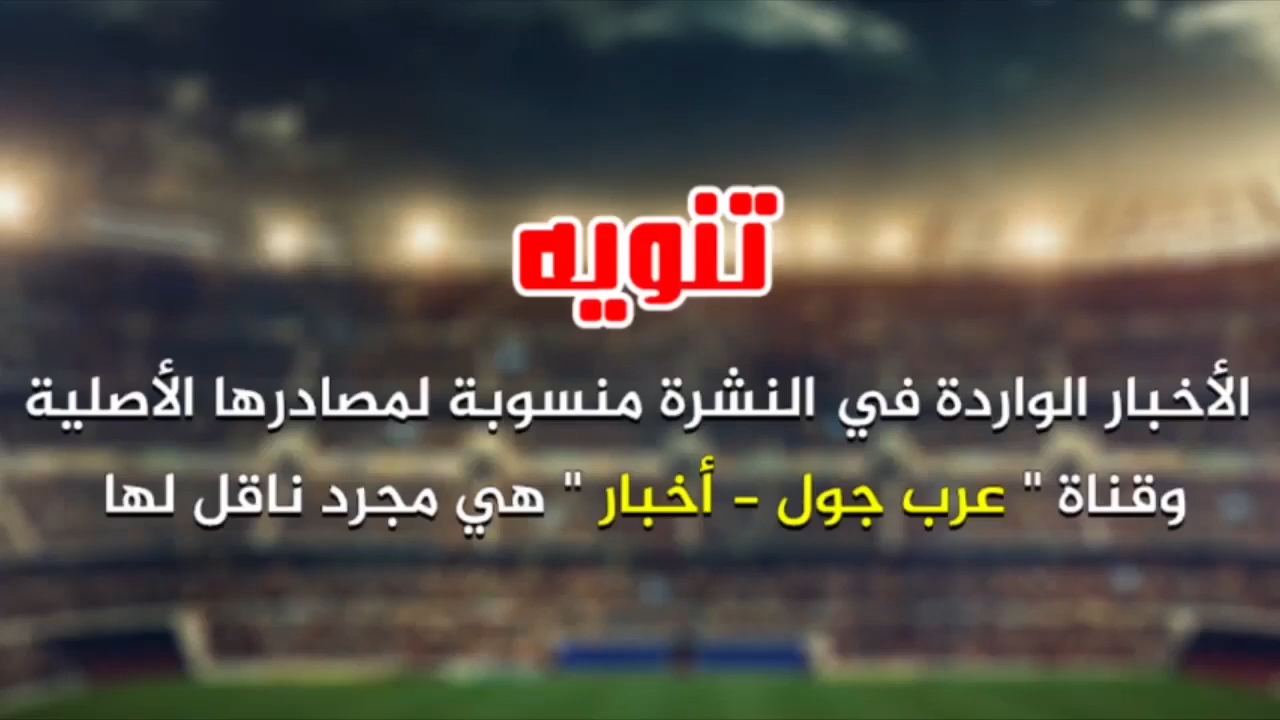 تنويه
الأخبار الواردة في النشرة منسوبة لمصادرها الأصلية
وقناة " عرب جول - أخبار " هي مجرد ناقل لها